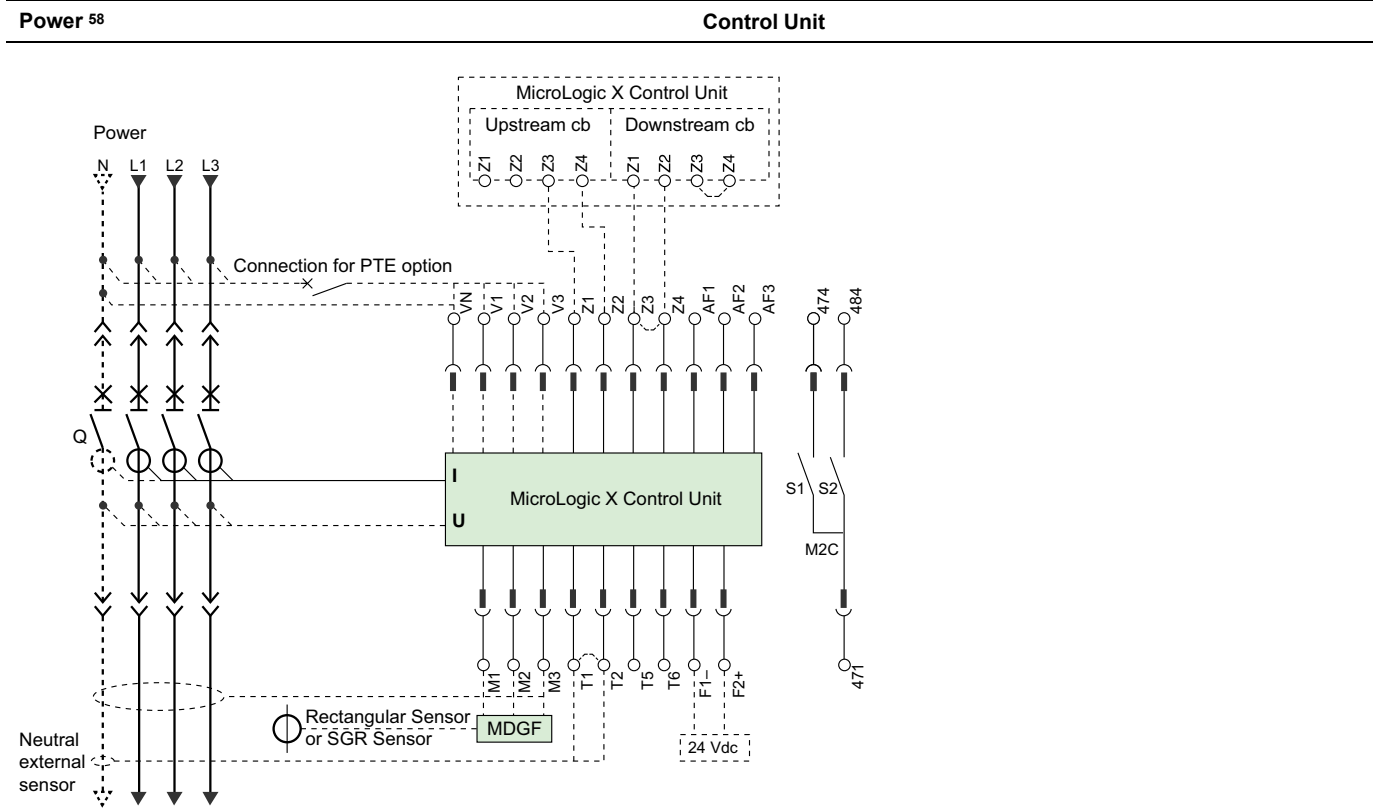 Power 58
Control Unit
MicroLogic X Control Unit
Upstream cb
Downstream cb
Z1
Z2
Z3
Z4
Z1
Z2
Z3
Z4
Power
N
L1
L2
L3
Connection for PTE option
VN
V1
V2
V3
Z1
Z2
Z3
Z4
AF1
AF2
AF3
474
484
Q
I
U
MicroLogic X Control Unit
S1
S2
M2C
M1
M2
M3
T1
T2
T5
T6
F1–
F2+
471
Rectangular Sensor
or SGR Sensor
MDGF
24 Vdc
Neutral
external
sensor